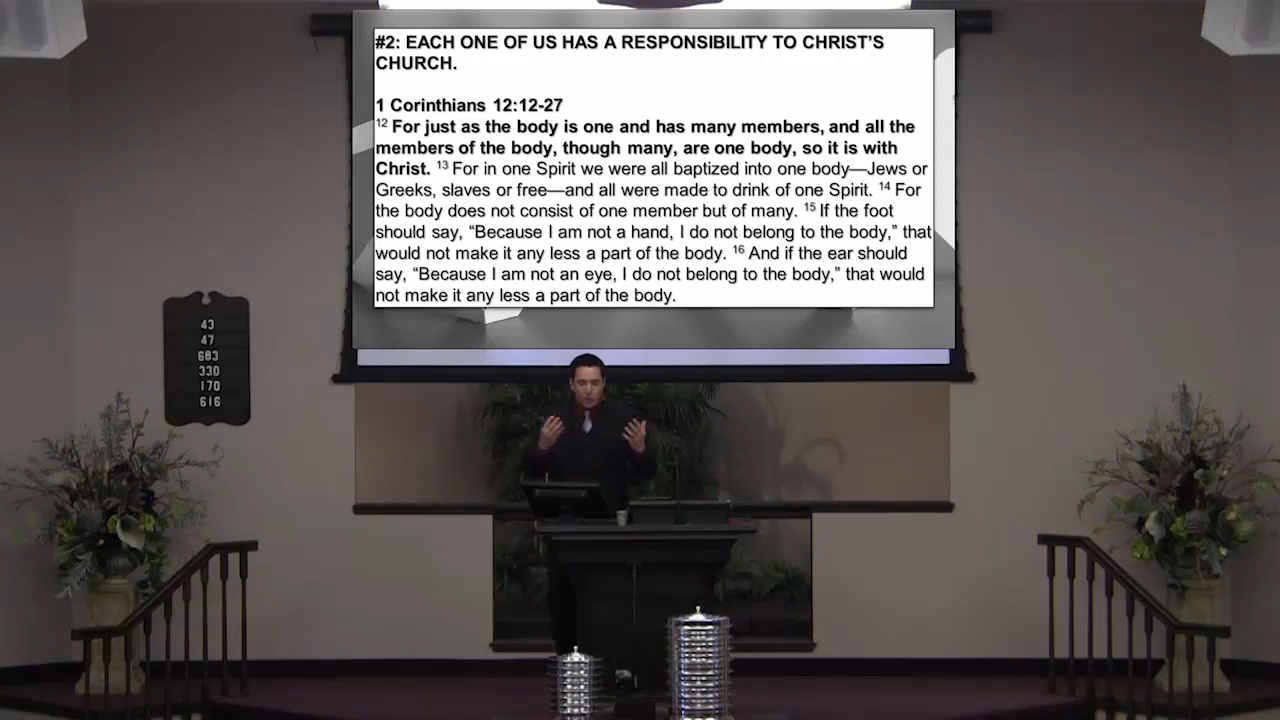 #2: EACH ONE OF US HAS A RESPONSIBILITY TO CHRIST’S
CHURCH.
1 Corinthians 12:12-27
12 For just as the body is one and has many members, and all the
members of the body, though many, are one body, so it is with
Christ. 13 For in one Spirit we were all baptized into one body—Jews or
Greeks, slaves or free—and all were made to drink of one Spirit. 14 For
the body does not consist of one member but of many. 15 If the foot
should say, “Because I am not a hand, I do not belong to the body,” that
would not make it any less a part of the body. 16 And if the ear should
say, “Because I am not an eye, I do not belong to the body,” that would
not make it any less a part of the body.
43
47
683
330
170
616